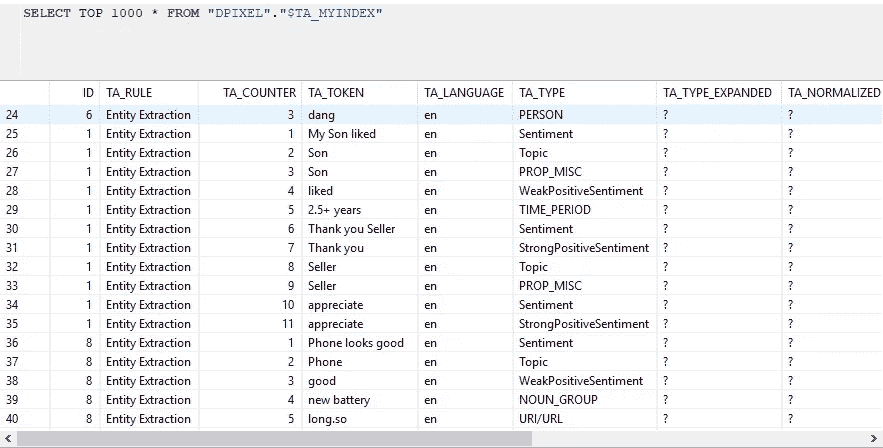 SELECT TOP 1000 * FROM "DPIXEL"."$TA_MYINDEX"
ID TA_RULE TA_COUNTER TA_TOKEN TA_LANGUAGE TA_TYPE TA_TYPE_EXPANDED TA_NORMALIZED
24 6 Entity Extraction 3 dang en PERSON ? ?
25 1 Entity Extraction 1 My Son liked en Sentiment ? ?
26 1 Entity Extraction 2 Son en Topic ? ?
27 1 Entity Extraction 3 Son en PROP_MISC ? ?
28 1 Entity Extraction 4 liked en WeakPositiveSentiment ? ?
29 1 Entity Extraction 5 2.5+ years en TIME_PERIOD ? ?
30 1 Entity Extraction 6 Thank you Seller en Sentiment ? ?
31 1 Entity Extraction 7 Thank you en StrongPositiveSentiment ? ?
32 1 Entity Extraction 8 Seller en Topic ? ?
33 1 Entity Extraction 9 Seller en PROP_MISC ? ?
34 1 Entity Extraction 10 appreciate en Sentiment ? ?
35 1 Entity Extraction 11 appreciate en StrongPositiveSentiment ? ?
36 8 Entity Extraction 1 Phone looks good en Sentiment ? ?
37 8 Entity Extraction 2 Phone en Topic ? ?
38 8 Entity Extraction 3 good en WeakPositiveSentiment ? ?
39 8 Entity Extraction 4 new battery en NOUN_GROUP ? ?
40 8 Entity Extraction 5 long.so en URI/URL ? ?